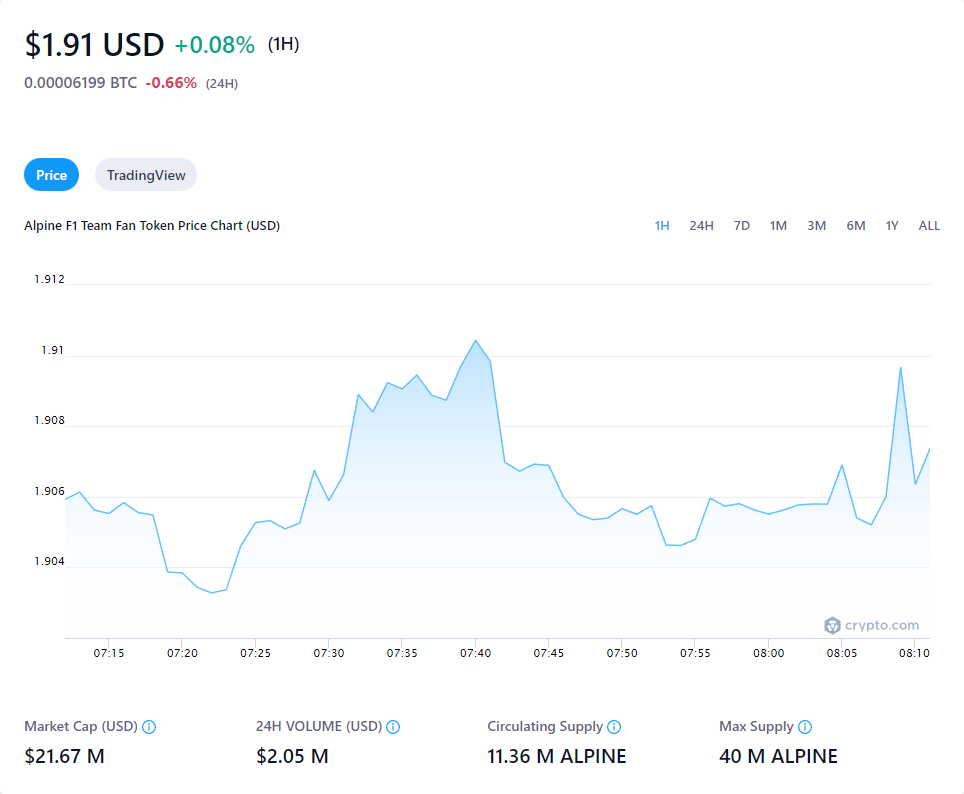 $1.91 USD +0.08% (1H)
0.00006199 BTC -0.66% (24H)
Price TradingView
Alpine F1 Team Fan Token Price Chart (USD) 1H 24H 7D 1M 3M 6M 1Y ALL
1.912
1.91
1.908
1.906
1.904
crypto.com
07:15 07:20 07:25 07:30 07:35 07:40 07:45 07:50 07:55 08:00 08:05 08:10
Market Cap (USD) 24H VOLUME (USD) Circulating Supply Max Supply
$21.67 M $2.05 M 11.36 M ALPINE 40 M ALPINE